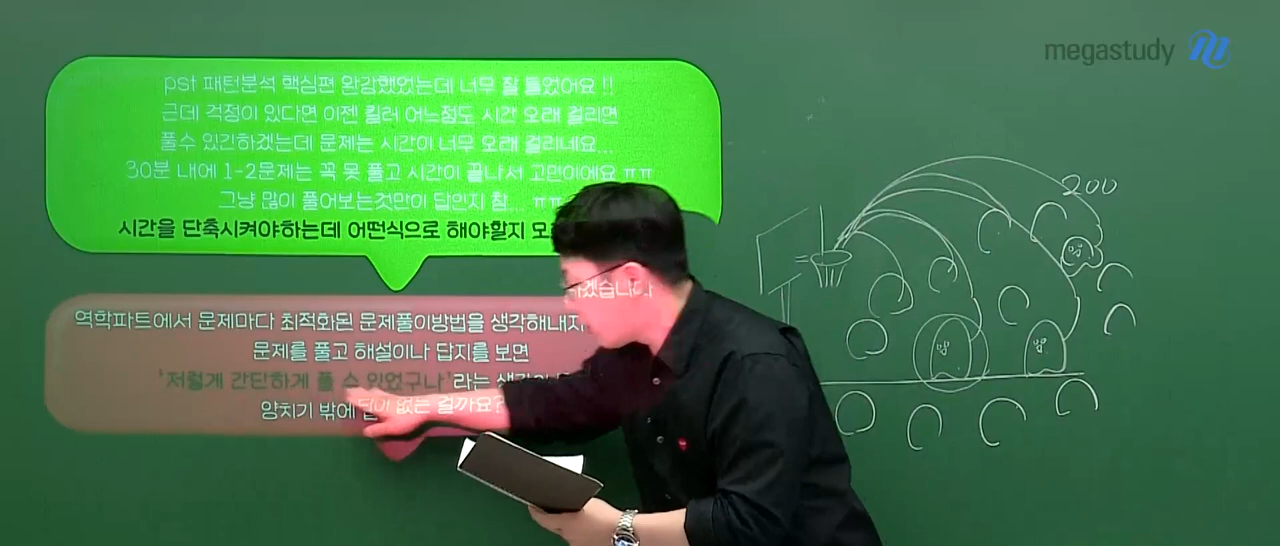 megastudy
pst 패턴분석 핵심편 완강했었는데 너무 잘 들었어요 !!
근데 걱정이 있다면 이젠 킬러 어느점도 시간 오래 걸리면
풀수 있긴하겠는데 문제는 시간이 너무 오래 걸리네요...
30분 내에 1-2문제는 꼭 못 풀고 시간이 끝나서 고민이에요 ㅠㅠ
그냥 많이 풀어보는것만이 답인지 참... ㅠㅠ
시간을 단축시켜야하는데 어떤식으로 해야할지
겠습니다
역학파트에서 문제마다 최적화된 문제풀이방법을 생각해내지
문제를 풀고 해설이나 답지를 보면
'저렇게 간단하게 풀 수 있었구나'라는
양치기 밖에 답이 없는 걸까요?
200